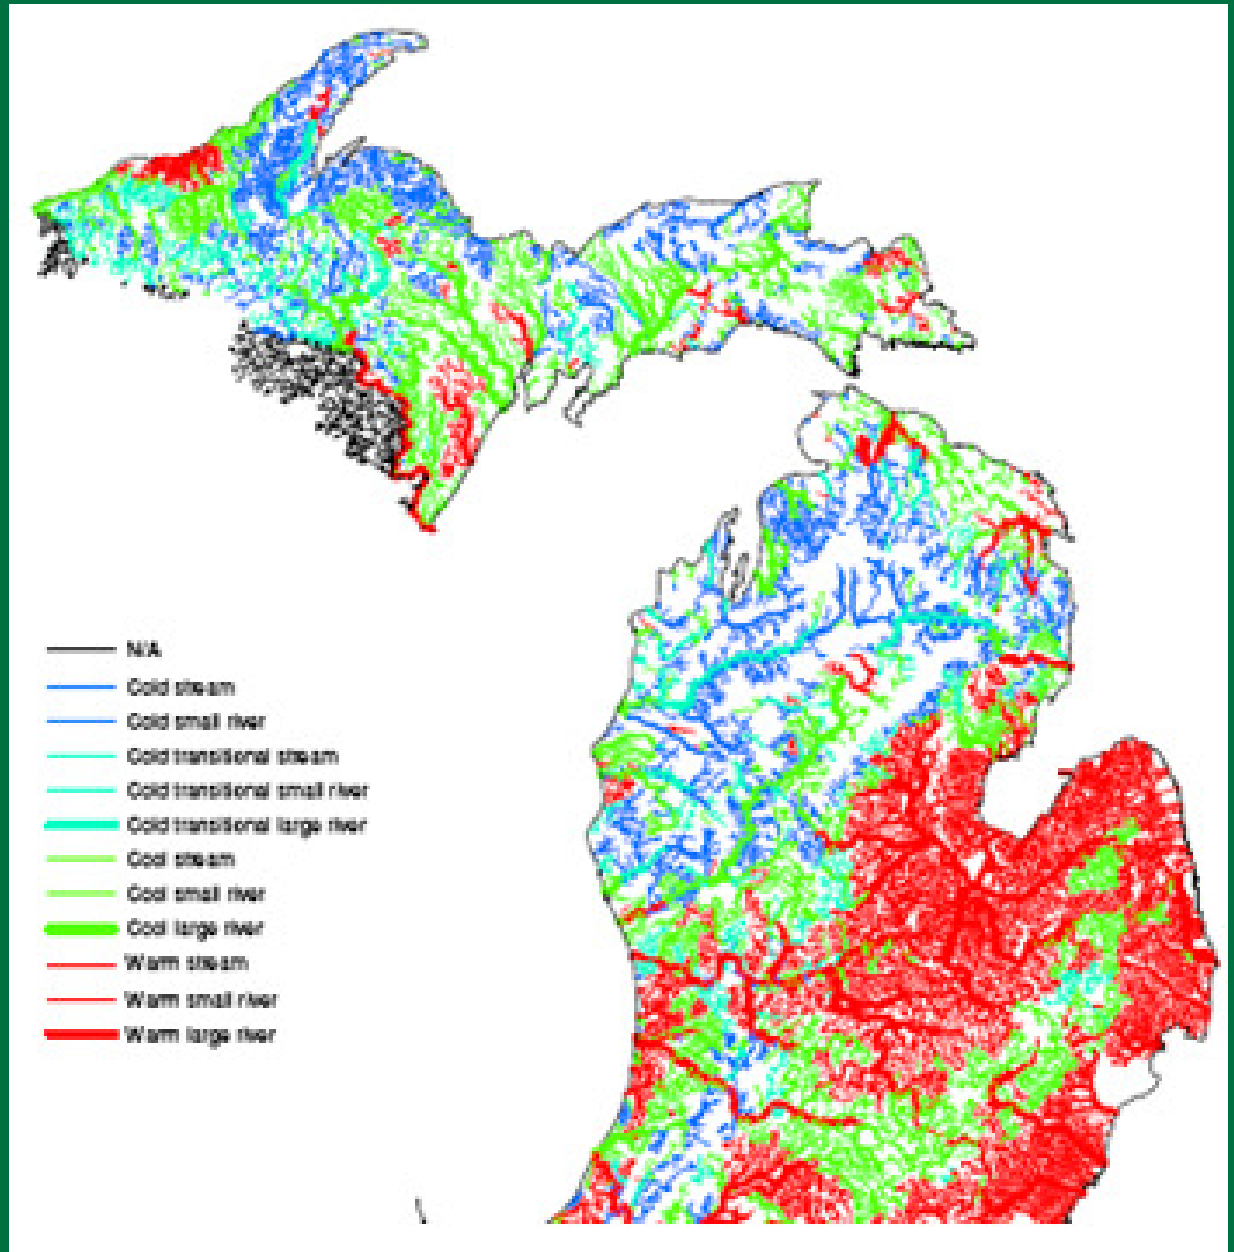 N/A
Cold stream
Cold small river
Cold transitional stream
Cold transitional small river
Cold transitional large river
Cool stream
Cool small river
Cool large river
Warm stream
Warm small river
Warm large river